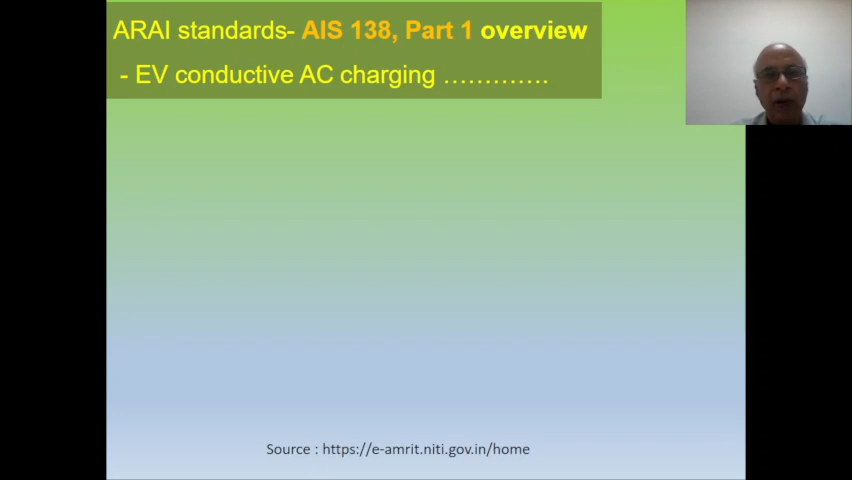 ARAI standards- AIS 138, Part 1 overview
- EV conductive AC charging ………….
Source : https://e-amrit.niti.gov.in/home